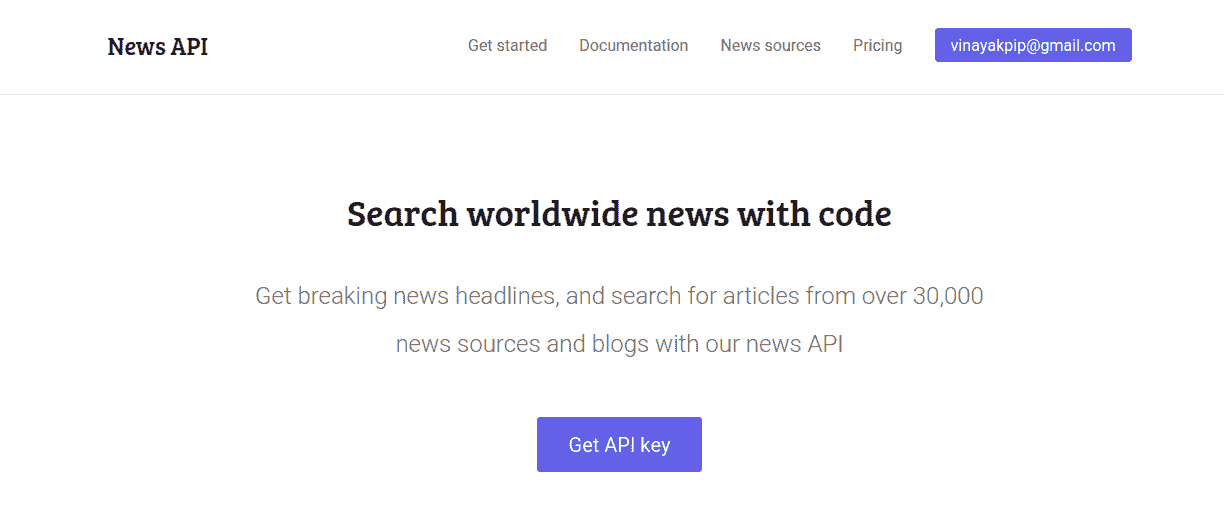 News API
Get started
Documentation
News sources
Pricing
vinayakpip@gmail.com
Search worldwide news with code
Get breaking news headlines, and search for articles from over 30,000
news sources and blogs with our news API
Get API key